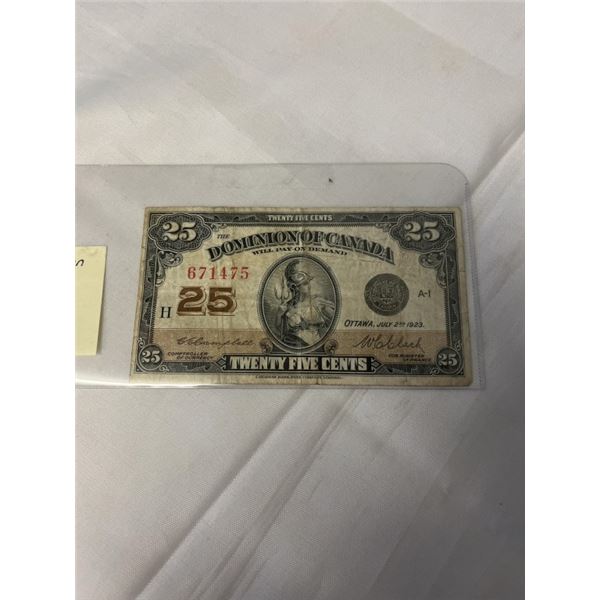 TWENTY FIVE CENTS
25 25
THE
DOMINION OF CANADA
WILL PAY ON DEMAND
671475
H 25
A-1
OTTAWA, JULY 2ND 1923.
C Campbell
COMPTROLLER
OF CURRENCY
FOR MINISTER
OF FINANCE
25 TWENTY FIVE CENTS 25